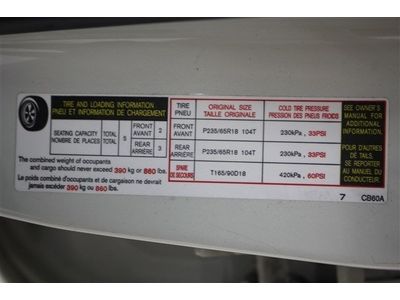 TIRE AND LOADING INFORMATION
PNEU ET INFORMATION DE CHARGEMENT
SEATING CAPACITY TOTAL 5 FRONT 2
NOMBRE DE PLACES TOTAL AVANT
REAR 3
ARRIÈRE
The combined weight of occupants
and cargo should never exceed 390 kg or 860 lbs.
Le poids combiné d'occupants et de cargaison ne devrait
jamais excéder 390 kg ou 860 lbs.
TIRE ORIGINAL SIZE COLD TIRE PRESSURE
PNEU TAILLE ORIGINALE PRESSION DES PNEUS FROIDS
FRONT P235/65R18 104T 230kPa, 33PSI
AVANT
REAR P235/65R18 104T 230kPa, 33PSI
ARRIÈRE
SPARE T165/90D18 420kPa, 60PSI
DE SECOURS
SEE OWNER'S
MANUAL FOR
ADDITIONAL
INFORMATION.
POUR D'AUTRES
DE TAILS,
SE REPORTER
AU MANUEL DU
CONDUCTEUR.
7 CB60A